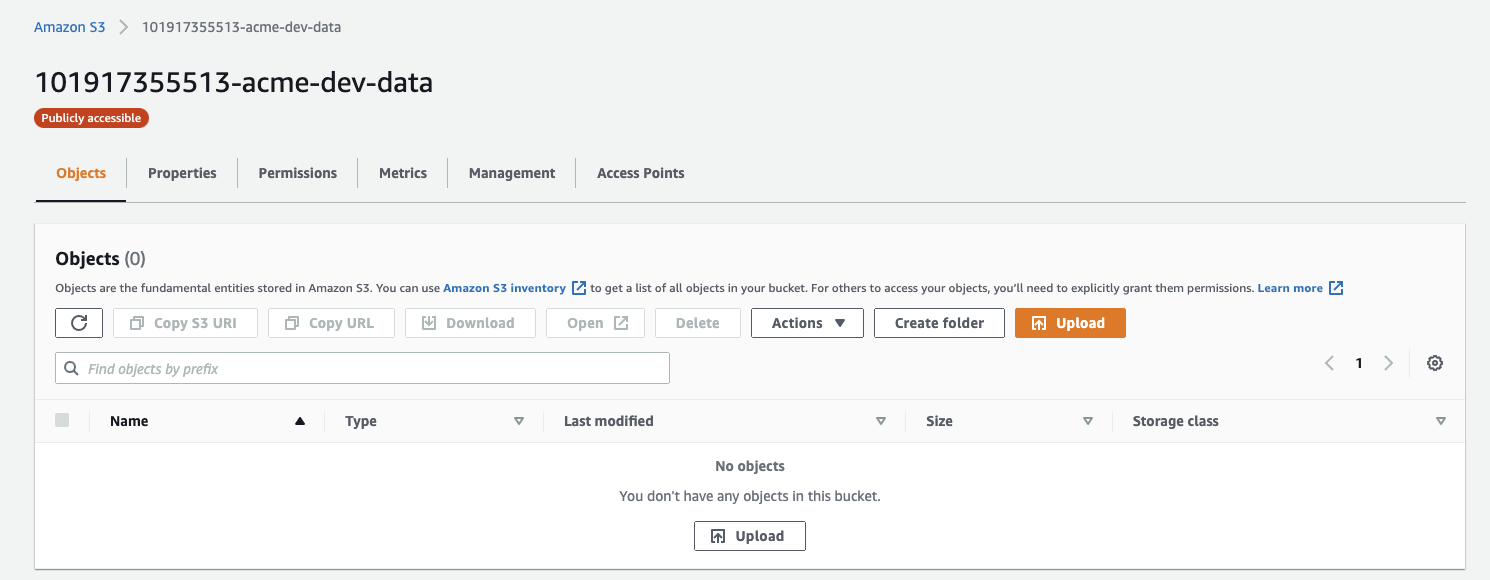 Amazon S3 101917355513-acme-dev-data
101917355513-acme-dev-data
Publicly accessible
Objects Properties Permissions Metrics Management Access Points
Objects (0)
Objects are the fundamental entities stored in Amazon S3. You can use Amazon S3 inventory to get a list of all objects in your bucket. For others to access your objects, you'll need to explicitly grant them permissions. Learn more
Copy S3 URI Copy URL Download Open Delete Actions Create folder Upload
Find objects by prefix 1
Name Type Last modified Size Storage class
No objects
You don't have any objects in this bucket.
Upload